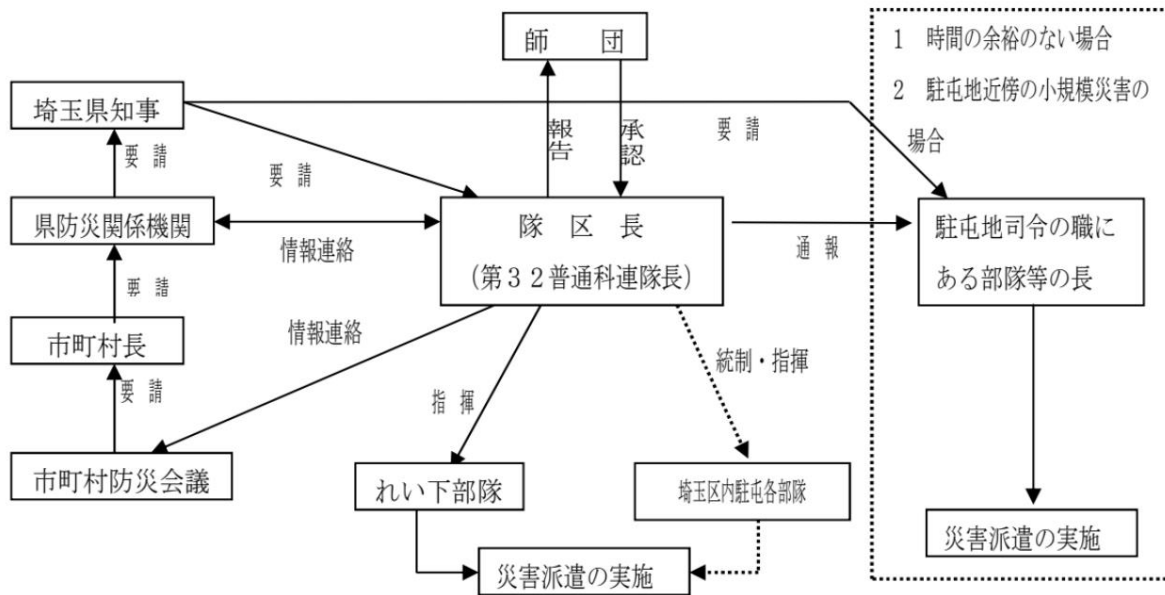 師　団
1　時間の余裕のない場合
2　駐屯地近傍の小規模災害の
場合
埼玉県知事
報告
承認
要 請
要 請
要 請
県防災関係機関
情報連絡
隊　区　長
(第３２普通科連隊長)
通 報
駐屯地司令の職に
ある部隊等の長
要 請
市町村長
情報連絡
統制・指揮
要 請
指 揮
市町村防災会議
れい下部隊
埼玉区内駐屯各部隊
災害派遣の実施
災害派遣の実施